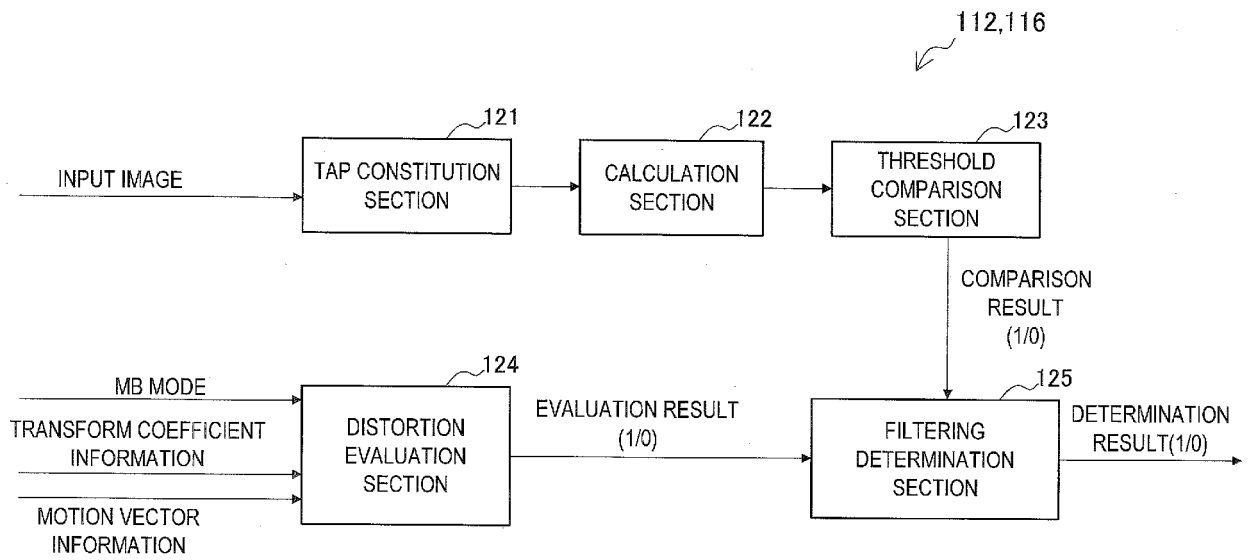 112,116
121
122
123
INPUT IMAGE
TAP CONSTITUTION
SECTION
CALCULATION
SECTION
THRESHOLD
COMPARISON
SECTION
COMPARISON
RESULT
(1/0)
124
125
MB MODE
TRANSFORM COEFFICIENT
INFORMATION
MOTION VECTOR
INFORMATION
DISTORTION
EVALUATION
SECTION
EVALUATION RESULT
(1/0)
FILTERING
DETERMINATION
SECTION
DETERMINATION
RESULT(1/0)